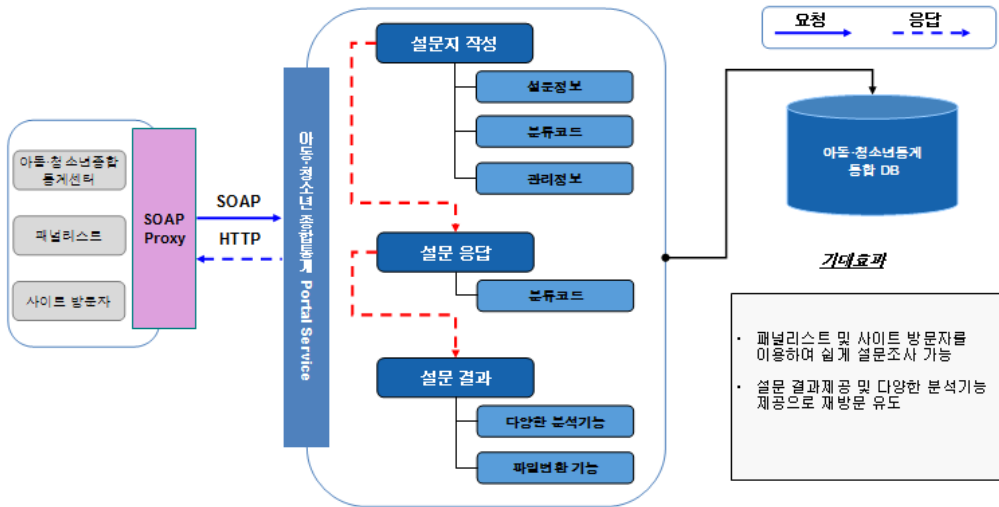 요청
응답
설문지 작성
설문정보
분류코드
관리정보
아동·청소년통계
통합 DB
아동·청소년종합
통계센터
패널리스트
사이트 방문자
SOAP
Proxy
SOAP
HTTP
아동·청소년 종합통계 Portal Service
설문 응답
분류코드
설문 결과
다양한 분석기능
파일변환 기능
기대효과
• 패널리스트 및 사이트 방문자를
이용하여 쉽게 설문조사 가능
• 설문 결과제공 및 다양한 분석기능
제공으로 재방문 유도